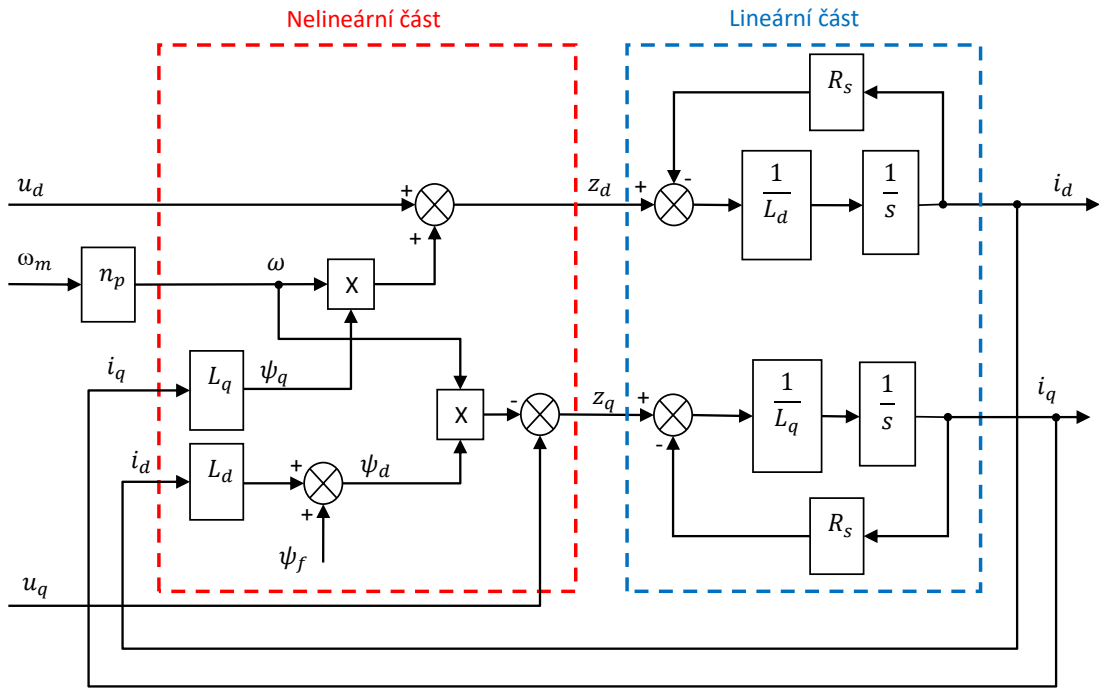 Nelineární část
Lineární část
R_s
u_d
+
+
z_d
+
-
1/L_d
1/s
i_d
ω_m
n_p
ω
X
i_q
L_q
ψ_q
X
-
z_q
+
-
1/L_q
1/s
i_q
i_d
L_d
+
+
ψ_d
R_s
ψ_f
u_q